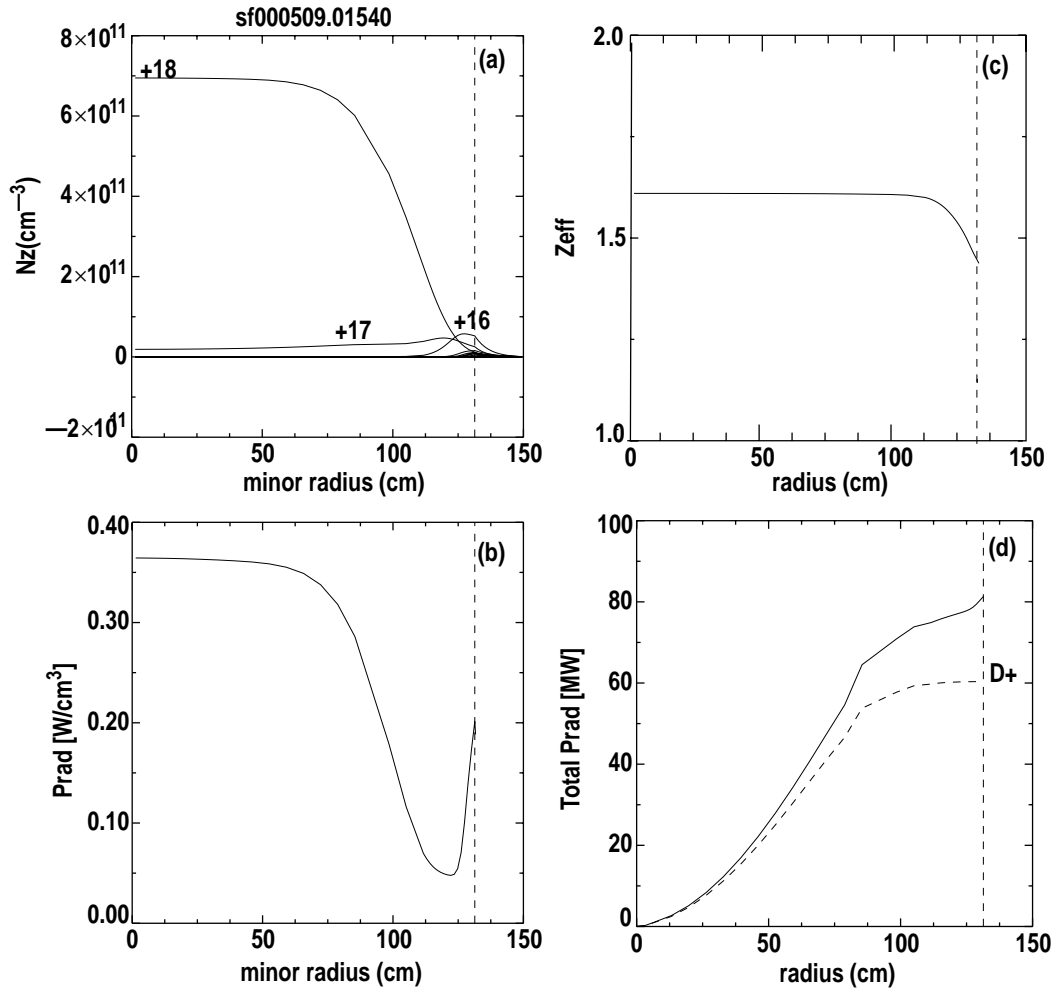 sf000509.01540
8×10¹¹
6×10¹¹
4×10¹¹
2×10¹¹
0
—2×10¹¹
Nz(cm⁻³)
+18
+17
+16
(a)
0 50 100 150
minor radius (cm)
2.0
1.5
1.0
Zeff
(c)
0 50 100 150
radius (cm)
0.40
0.30
0.20
0.10
0.00
Prad [W/cm³]
(b)
0 50 100 150
minor radius (cm)
100
80
60
40
20
0
Total Prad [MW]
(d)
D+
0 50 100 150
radius (cm)